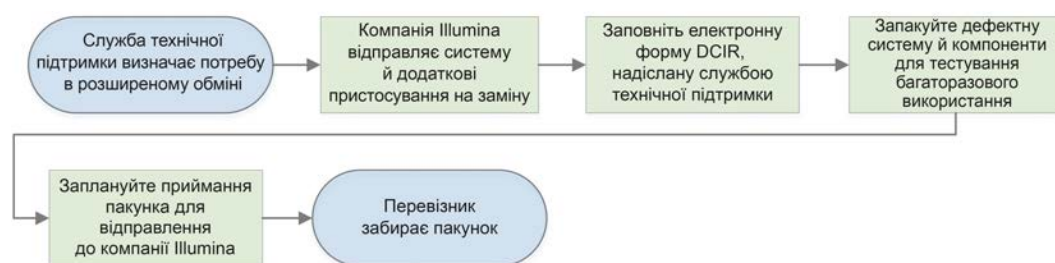 Служба технічної
підтримки визначає потребу
в розширеному обміні
Компанія Illumina
відправляє систему
й додаткові
пристосування на заміну
Заповніть електронну
форму DCIR,
надіслану службою
технічної підтримки
Запакуйте дефектну
систему й компоненти
для тестування
багаторазового
використання
Заплануйте приймання
пакунка для
відправлення
до компанії Illumina
Перевізник
забирає пакунок